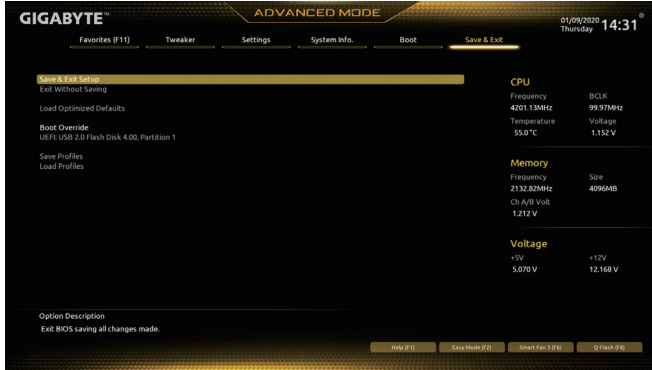 GIGABYTE™
ADVANCED MODE
01/09/2020
Thursday
14:31
Favorites (F11) Tweaker Settings System Info. Boot Save & Exit
Save & Exit Setup
Exit Without Saving
Load Optimized Defaults
Boot Override
UEFI: USB 2.0 Flash Disk 4.00, Partition 1
Save Profiles
Load Profiles
CPU
Frequency BCLK
4201.13MHz 99.97MHz
Temperature Voltage
55.0 °C 1.152 V
Memory
Frequency Size
2132.82MHz 4096MB
Ch A/B Volt
1.212 V
Voltage
+5V +12V
5.070 V 12.168 V
Option Description
Exit BIOS saving all changes made.
Help (F1) Easy Mode (F2) Smart Fan 5 (F6) Q-Flash (F8)